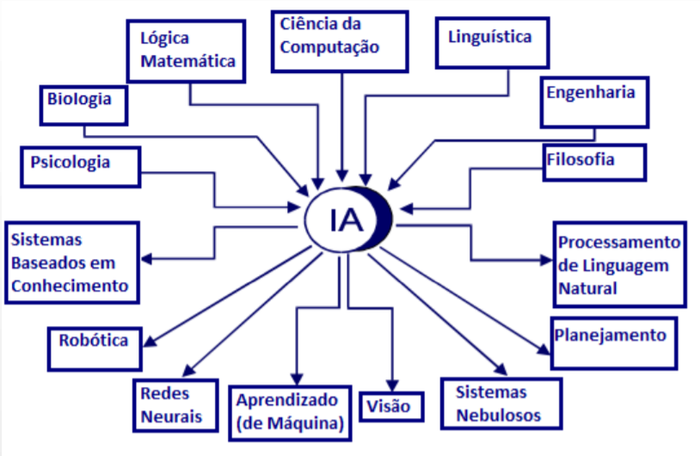 Ciência da
Computação
Lógica
Matemática
Linguística
Biologia
Engenharia
Psicologia
Filosofia
IA
Sistemas
Baseados em
Conhecimento
Processamento
de Linguagem
Natural
Robótica
Planejamento
Redes
Neurais
Aprendizado
(de Máquina)
Visão
Sistemas
Nebulosos